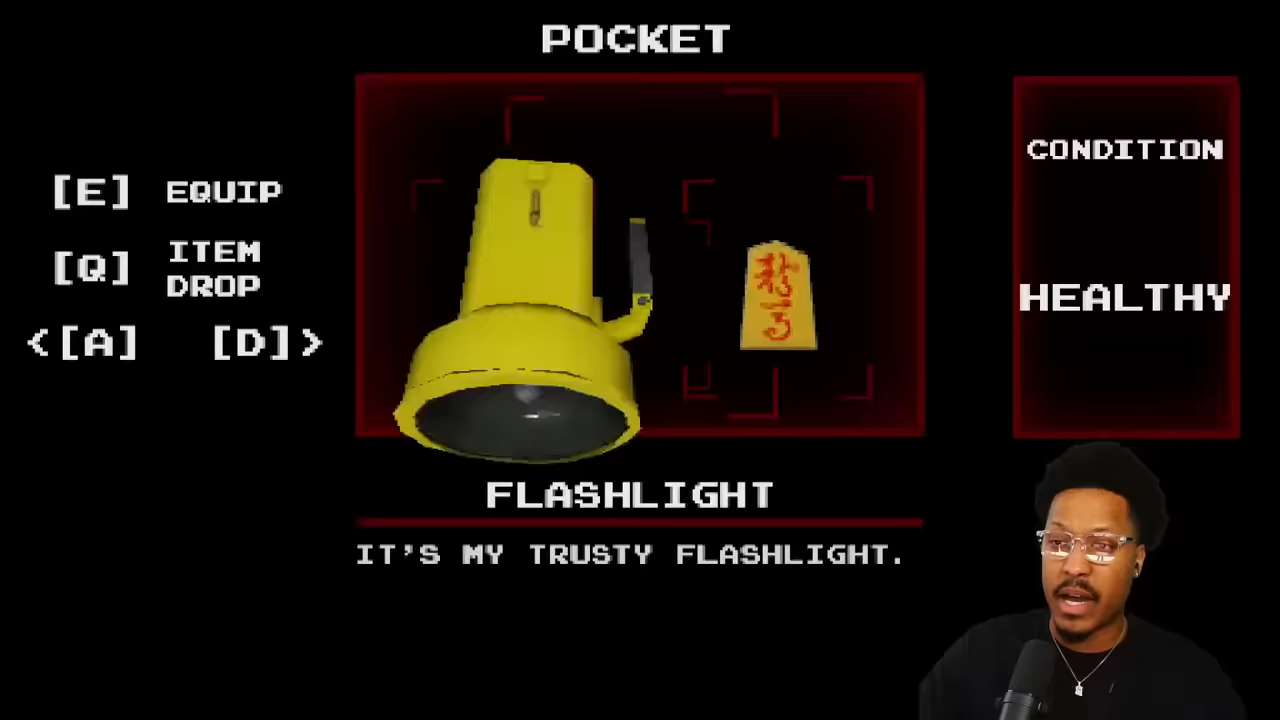 POCKET
[E] EQUIP
[Q] ITEM
DROP
<[A] [D]>
CONDITION
HEALTHY
FLASHLIGHT
IT'S MY TRUSTY FLASHLIGHT.